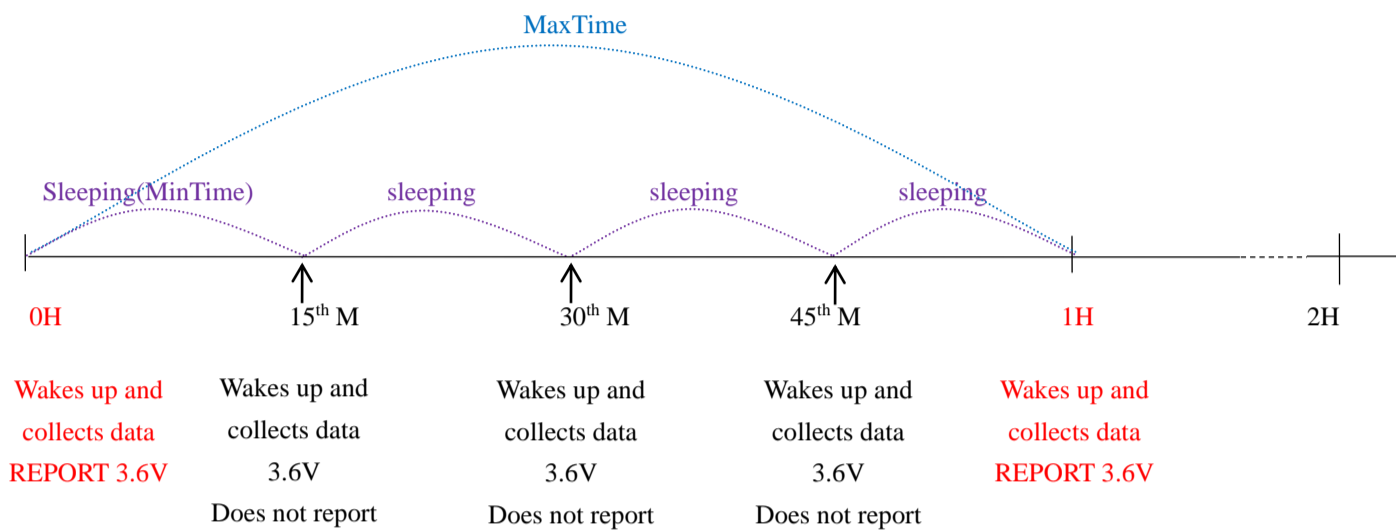 MaxTime
Sleeping(MinTime)
sleeping
sleeping
sleeping
0H
15th M
30th M
45th M
1H
2H
Wakes up and
collects data
REPORT 3.6V
Wakes up and
collects data
3.6V
Does not report
Wakes up and
collects data
3.6V
Does not report
Wakes up and
collects data
3.6V
Does not report
Wakes up and
collects data
REPORT 3.6V